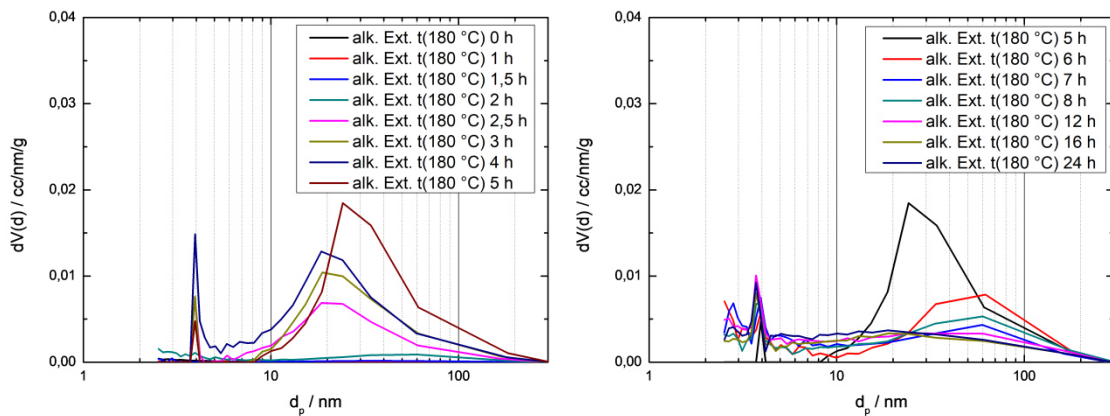 0,04
0,03
0,02
0,01
0,00
dV(d) / cc/nm/g
alk. Ext. t(180 °C) 0 h
alk. Ext. t(180 °C) 1 h
alk. Ext. t(180 °C) 1,5 h
alk. Ext. t(180 °C) 2 h
alk. Ext. t(180 °C) 2,5 h
alk. Ext. t(180 °C) 3 h
alk. Ext. t(180 °C) 4 h
alk. Ext. t(180 °C) 5 h
1 10 100
dp / nm
0,04
0,03
0,02
0,01
0,00
dV(d) / cc/nm/g
alk. Ext. t(180 °C) 5 h
alk. Ext. t(180 °C) 6 h
alk. Ext. t(180 °C) 7 h
alk. Ext. t(180 °C) 8 h
alk. Ext. t(180 °C) 12 h
alk. Ext. t(180 °C) 16 h
alk. Ext. t(180 °C) 24 h
1 10 100
dp / nm